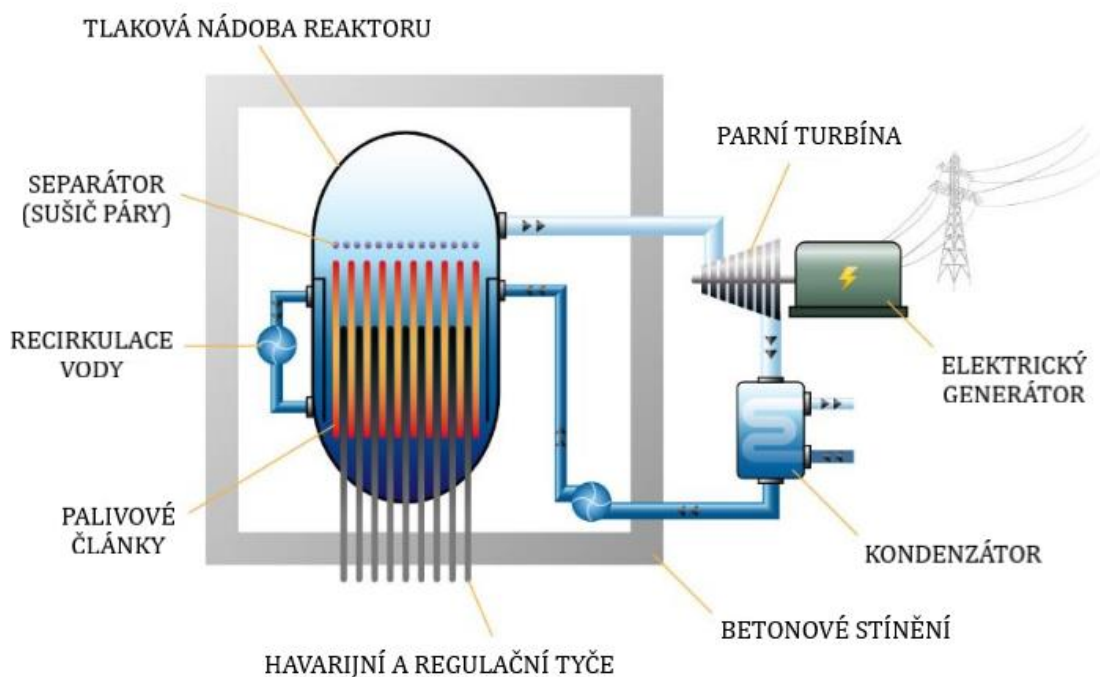 TLAKOVÁ NÁDOBA REAKTORU
PARNÍ TURBÍNA
SEPARÁTOR
(SUŠIČ PÁRY)
RECIRKULACE
VODY
ELEKTRICKÝ
GENERÁTOR
PALIVOVÉ
ČLÁNKY
KONDENZÁTOR
BETONOVÉ STÍNĚNÍ
HAVARIJNÍ A REGULAČNÍ TYČE